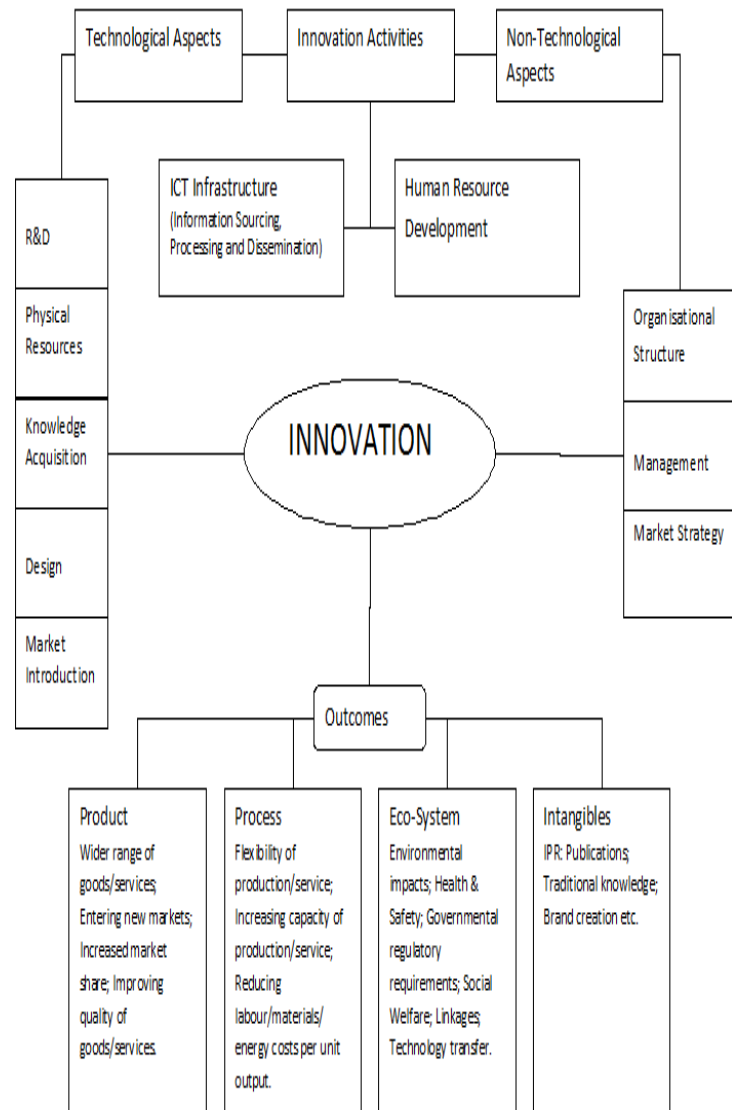 Technological Aspects
Innovation Activities
Non-Technological
Aspects
ICT Infrastructure
(Information Sourcing,
Processing and Dissemination)
Human Resource
Development
R&D
Physical
Resources
Knowledge
Acquisition
Design
Market
Introduction
INNOVATION
Organisational
Structure
Management
Market Strategy
Outcomes
Product
Wider range of
goods/services;
Entering new markets;
Increased market
share; Improving
quality of
goods/services.
Process
Flexibility of
production/service;
Increasing capacity of
production/service;
Reducing
labour/materials/
energy costs per unit
output.
Eco-System
Environmental
impacts; Health &
Safety; Governmental
regulatory
requirements; Social
Welfare; Linkages;
Technology transfer.
Intangibles
IPR: Publications;
Traditional knowledge;
Brand creation etc.